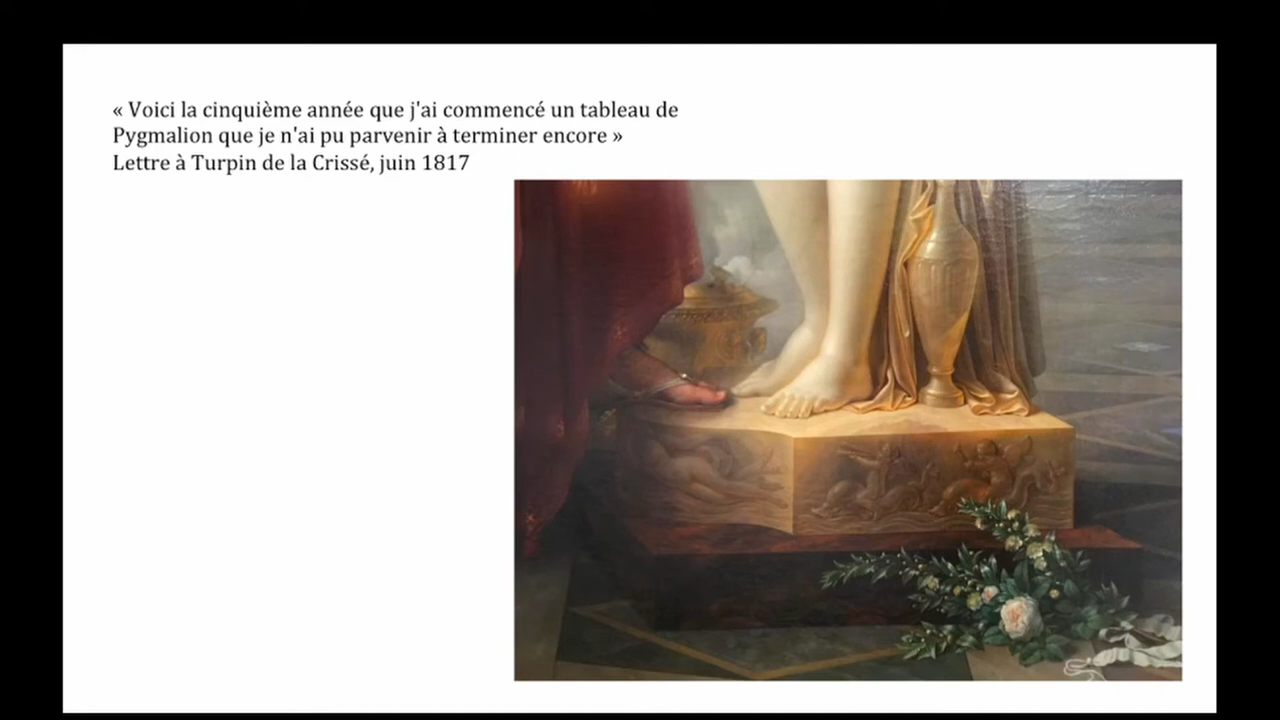 « Voici la cinquième année que j'ai commencé un tableau de
Pygmalion que je n'ai pu parvenir à terminer encore »
Lettre à Turpin de la Crissé, juin 1817